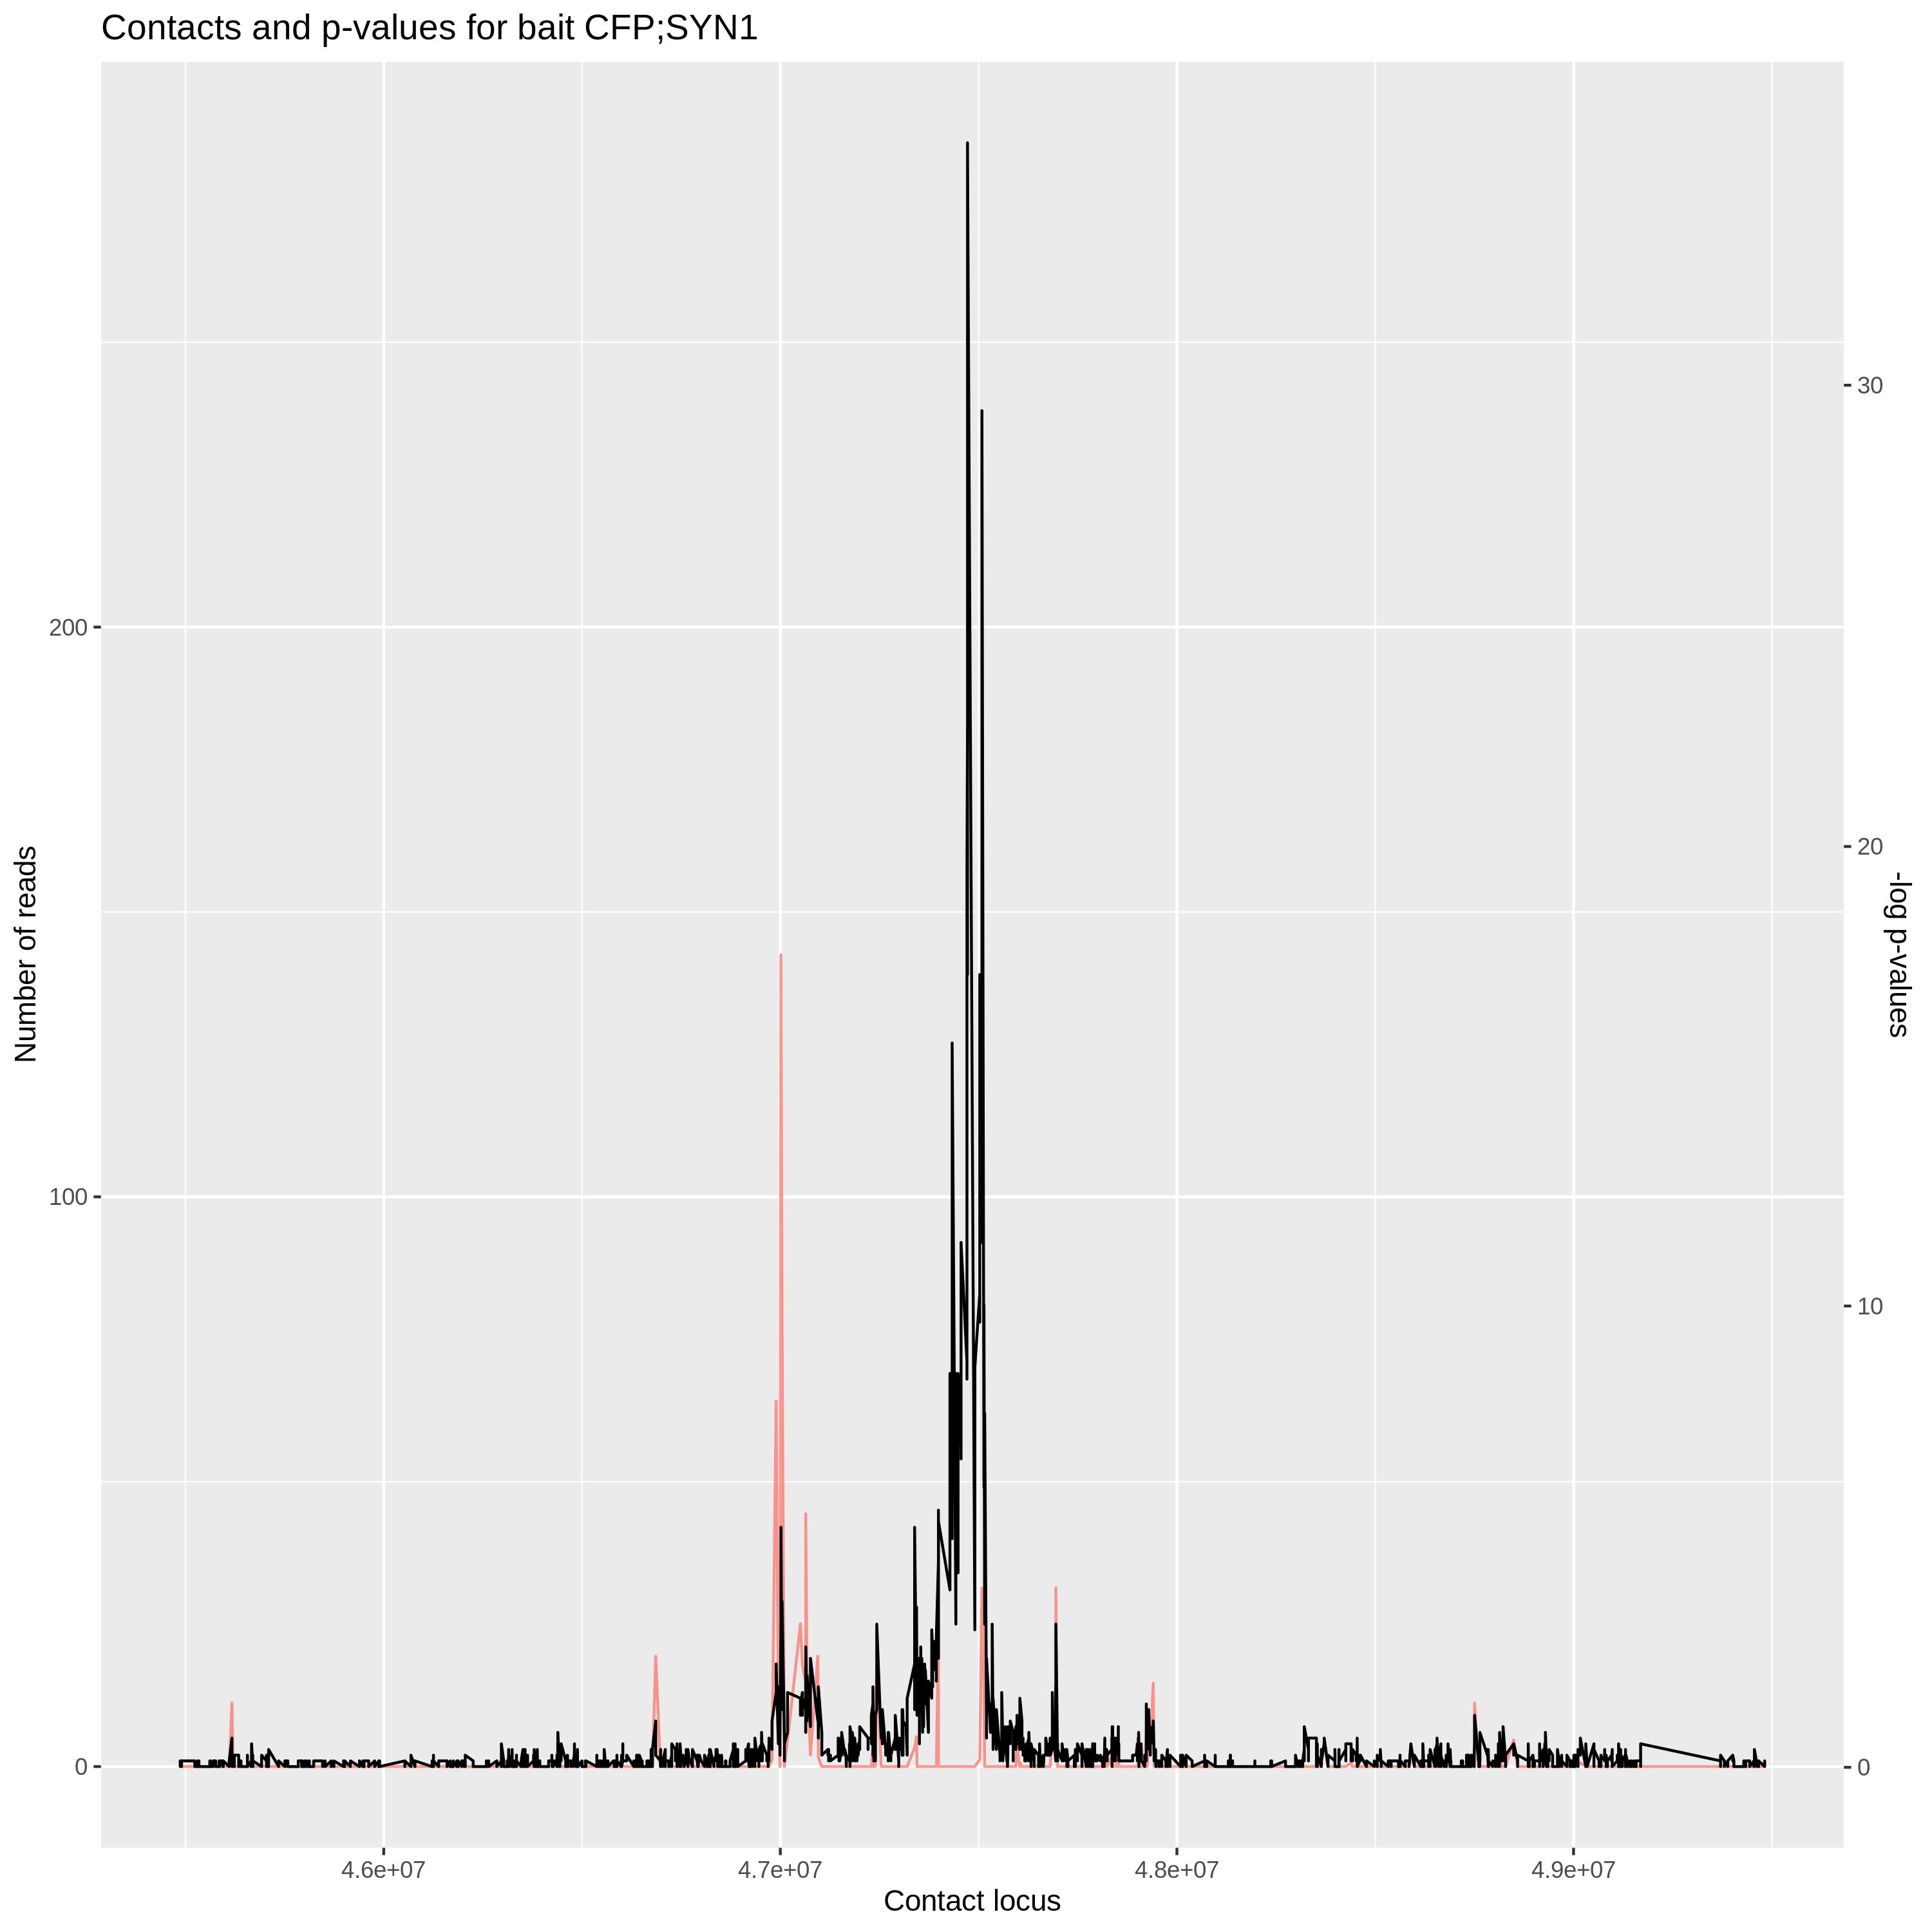 Contacts and p-values for bait CFP;SYN1
Number of reads
200
100
0
30
20
10
0
-log p-values
4.6e+07
4.7e+07
4.8e+07
4.9e+07
Contact locus